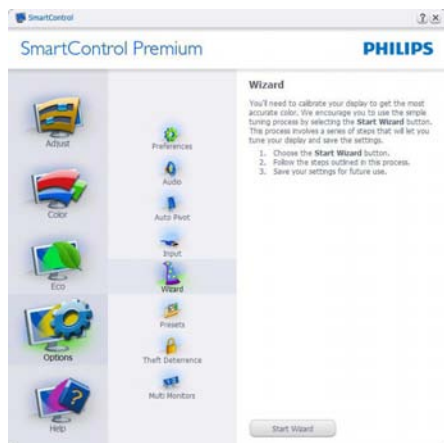 SmartControl
? X
SmartControl Premium
PHILIPS
Adjust
Color
Eco
Options
Help
Preferences
Audio
Auto Pivot
Input
Wizard
Presets
Theft Deterrence
Multi Monitors
Wizard
You'll need to calibrate your display to get the most
accurate color. We encourage you to use the simple
tuning process by selecting the Start Wizard button.
This process involves a series of steps that will let you
tune your display and save the settings.
1. Choose the Start Wizard button.
2. Follow the steps outlined in this process.
3. Save your settings for future use.
Start Wizard